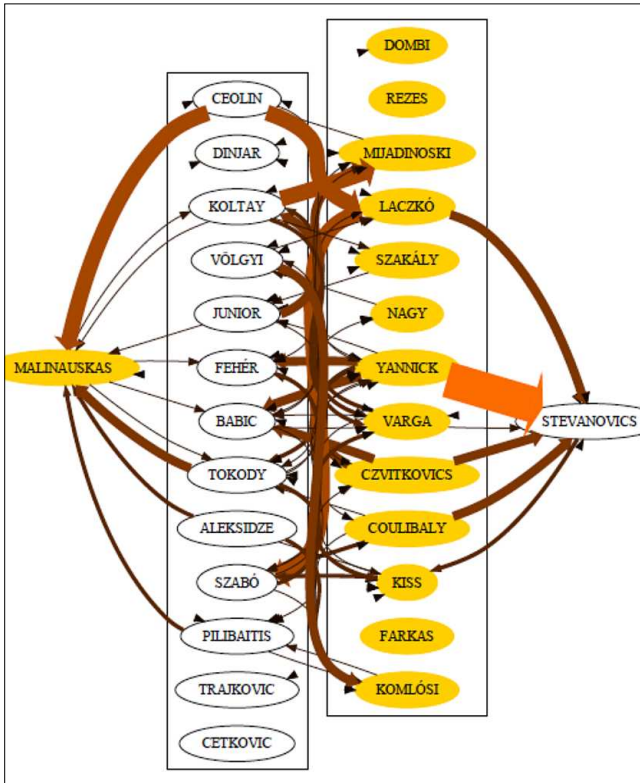 DOMBI
CEOLIN
REZES
DINJAR
MIJADINOSKI
KOLTAY
LACZKÓ
VÖLGYI
SZAKÁLY
JUNIOR
NAGY
MALINAUSKAS
FEHÉR
YANNICK
BABIC
VARGA
STEVANOVICS
TOKODY
CZVITKOVICS
ALEKSIDZE
COULIBALY
SZABÓ
KISS
PILIBAITIS
FARKAS
TRAJKOVIC
KOMLÓSI
CETKOVIC